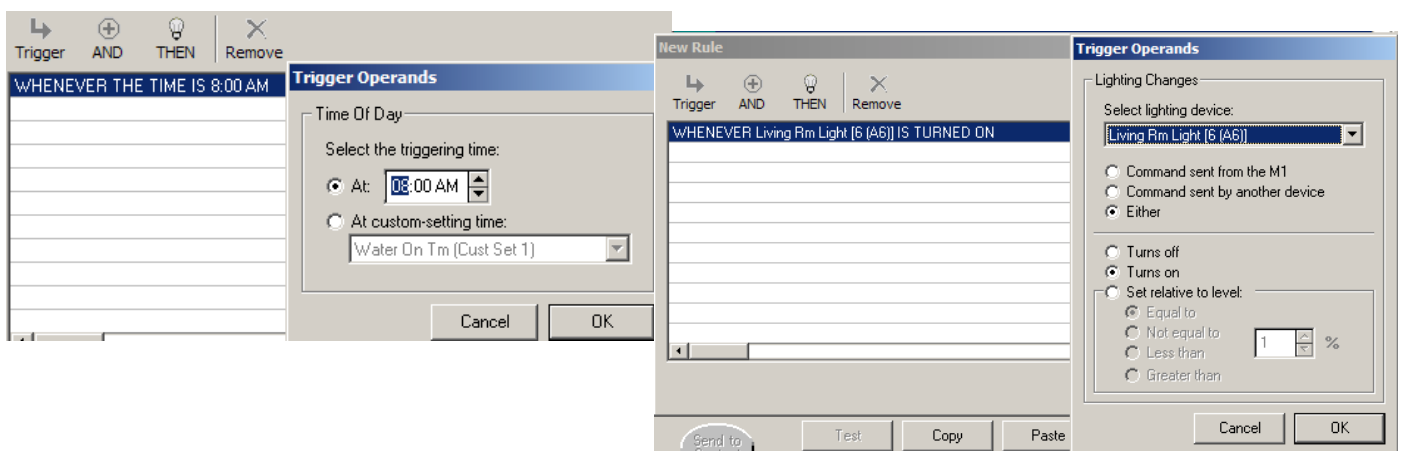 Trigger AND THEN Remove
WHENEVER THE TIME IS 8:00 AM
Trigger Operands
Time Of Day
Select the triggering time:
At: 08:00 AM
At custom-setting time:
Water On Tm (Cust Set 1)
Cancel OK
New Rule
Trigger AND THEN Remove
WHENEVER Living Rm Light [6 (A6)] IS TURNED ON
Send to
Test Copy Paste
Trigger Operands
Lighting Changes
Select lighting device:
Living Rm Light [6 (A6)]
Command sent from the M1
Command sent by another device
Either
Turns off
Turns on
Set relative to level:
Equal to
Not equal to
Less than
Greater than
1 %
Cancel OK